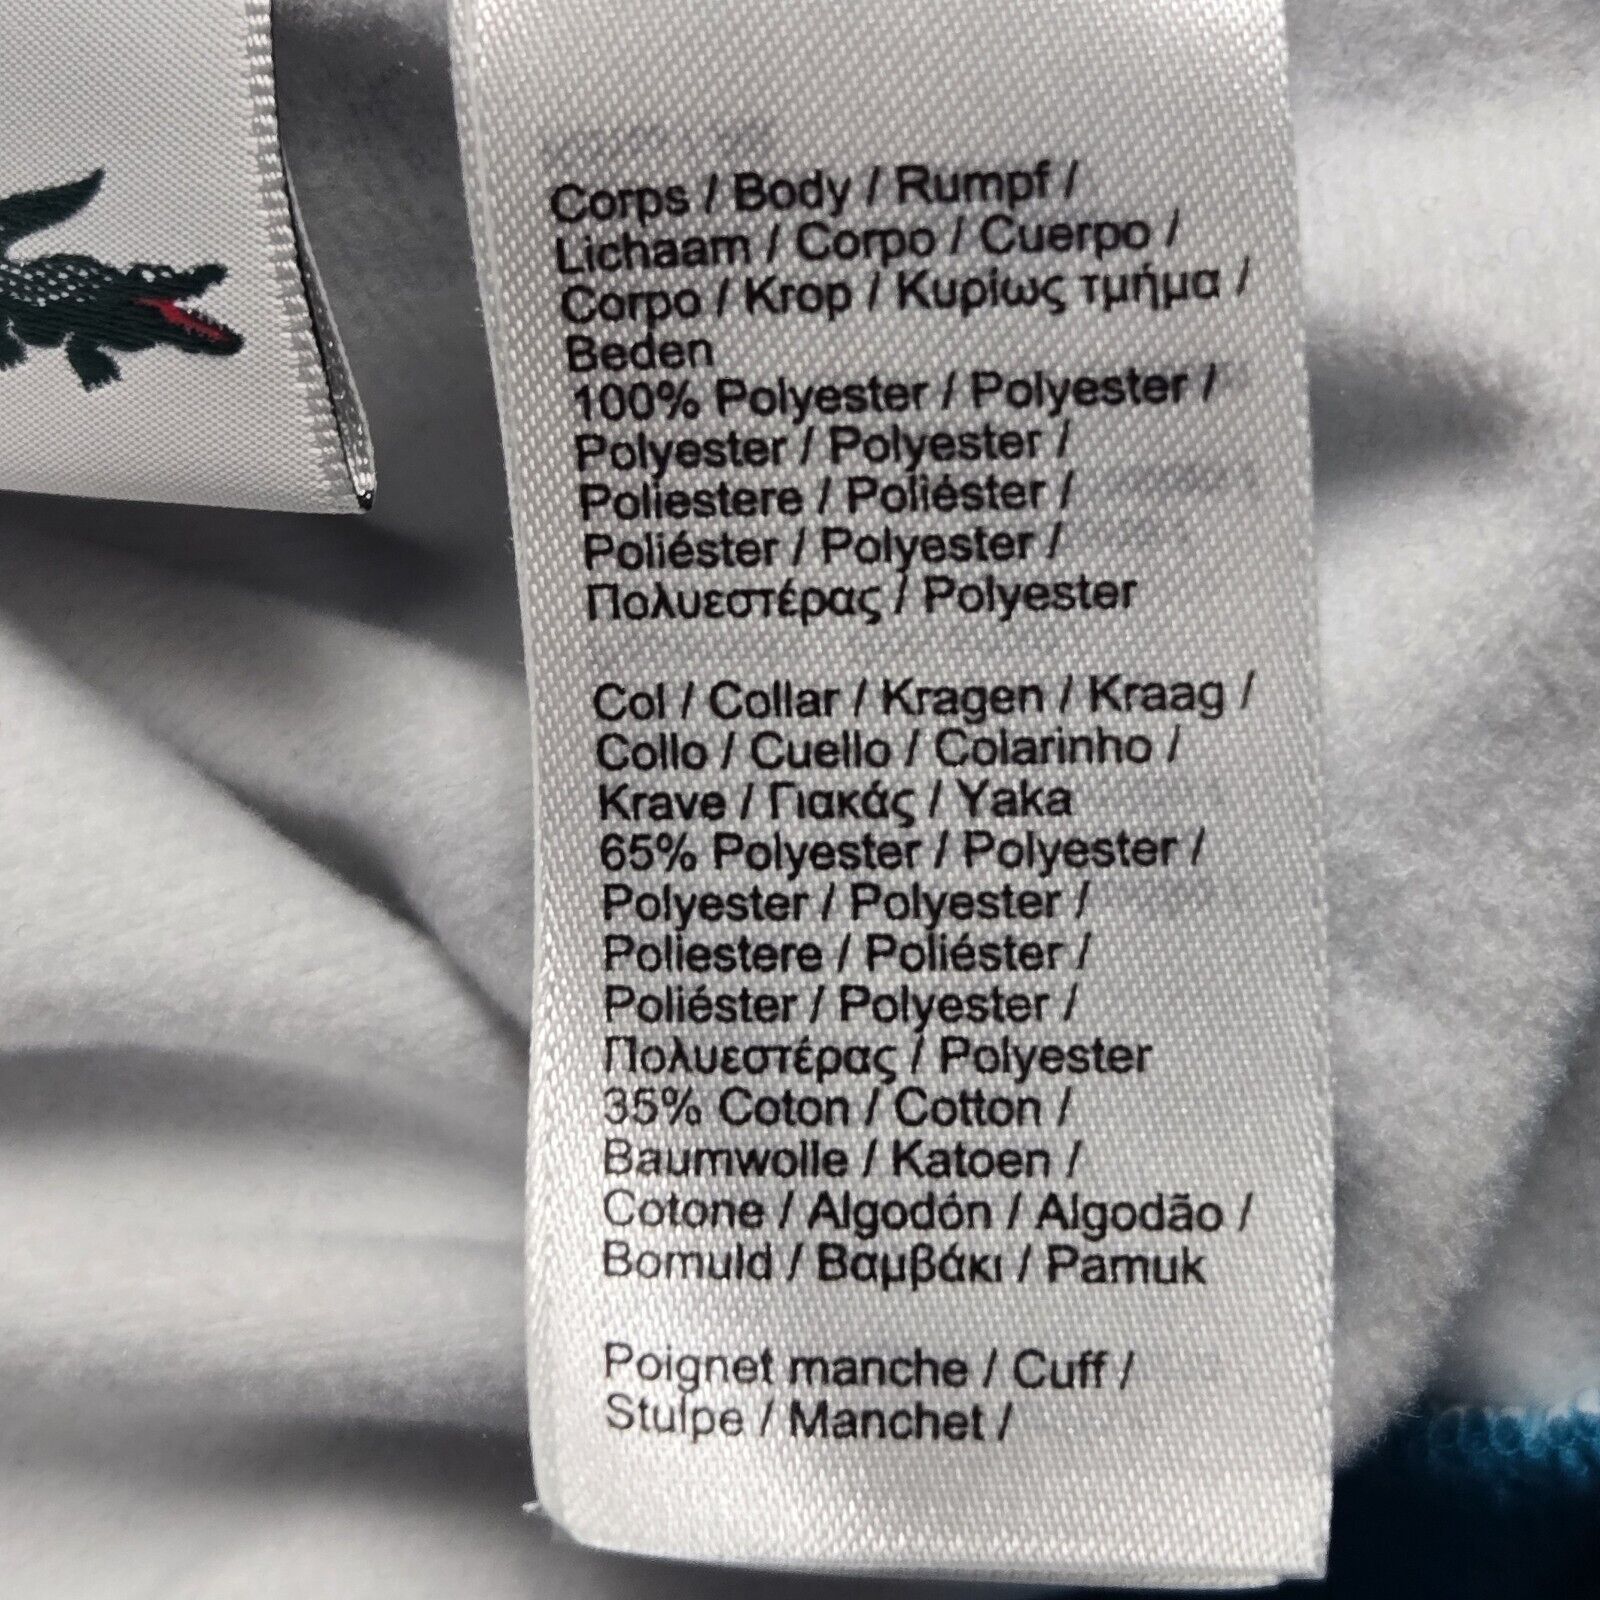 Corps / Body / Rumpf /
Lichaam / Corpo / Cuerpo /
Corpo / Krop / Κυρίως τμήμα /
Beden
100% Polyester / Polyester /
Polyester / Polyester /
Poliestere / Poliéster /
Poliéster / Polyester /
Πολυεστέρας / Polyester
Col / Collar / Kragen / Kraag /
Collo / Cuello / Colarinho /
Krave / Γιακάς / Yaka
65% Polyester / Polyester /
Polyester / Polyester /
Poliestere / Poliéster /
Poliéster / Polyester /
Πολυεστέρας / Polyester
35% Coton / Cotton /
Baumwolle / Katoen /
Cotone / Algodón / Algodão /
Bomuld / Βαμβάκι / Pamuk
Poignet manche / Cuff /
Stulpe / Manchet /